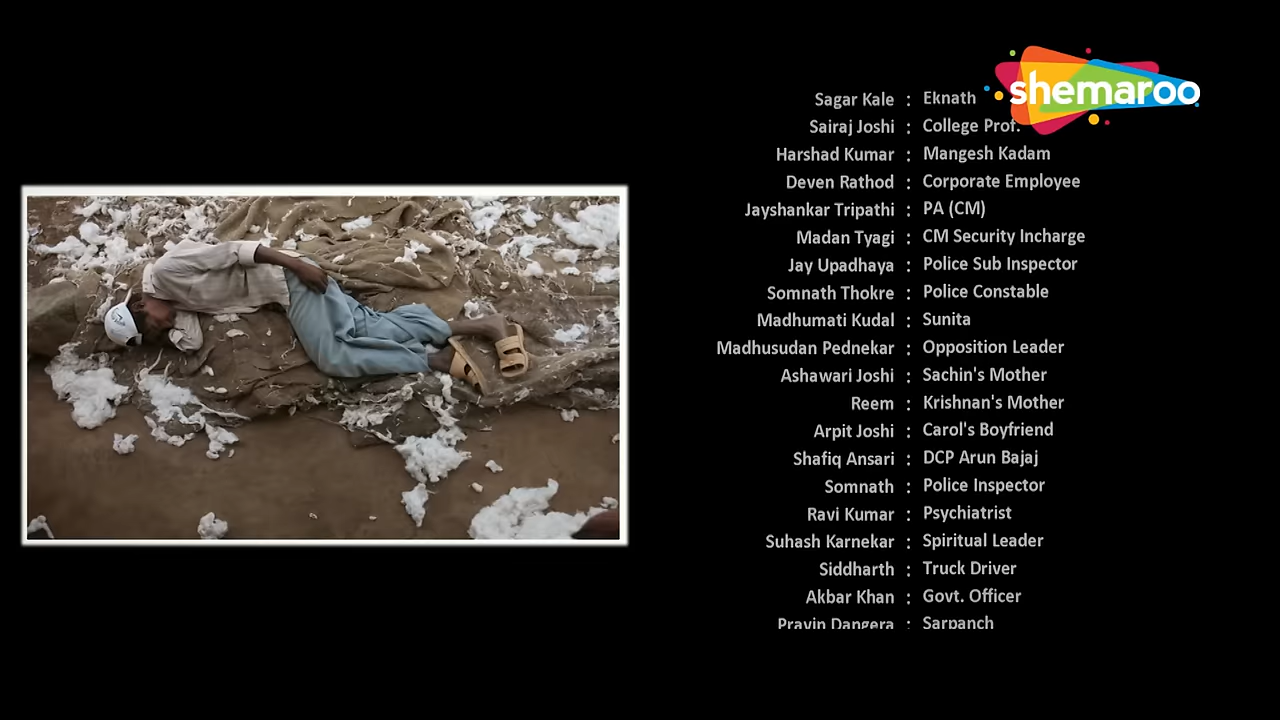 shemaroo
Sagar Kale : Eknath
Sairaj Joshi : College Prof.
Harshad Kumar : Mangesh Kadam
Deven Rathod : Corporate Employee
Jayshankar Tripathi : PA (CM)
Madan Tyagi : CM Security Incharge
Jay Upadhaya : Police Sub Inspector
Somnath Thokre : Police Constable
Madhumati Kudal : Sunita
Madhusudan Pednekar : Opposition Leader
Ashawari Joshi : Sachin's Mother
Reem : Krishnan's Mother
Arpit Joshi : Carol's Boyfriend
Shafiq Ansari : DCP Arun Bajaj
Somnath : Police Inspector
Ravi Kumar : Psychiatrist
Suhash Karnekar : Spiritual Leader
Siddharth : Truck Driver
Akbar Khan : Govt. Officer
Pravin Dangera : Sarpanch